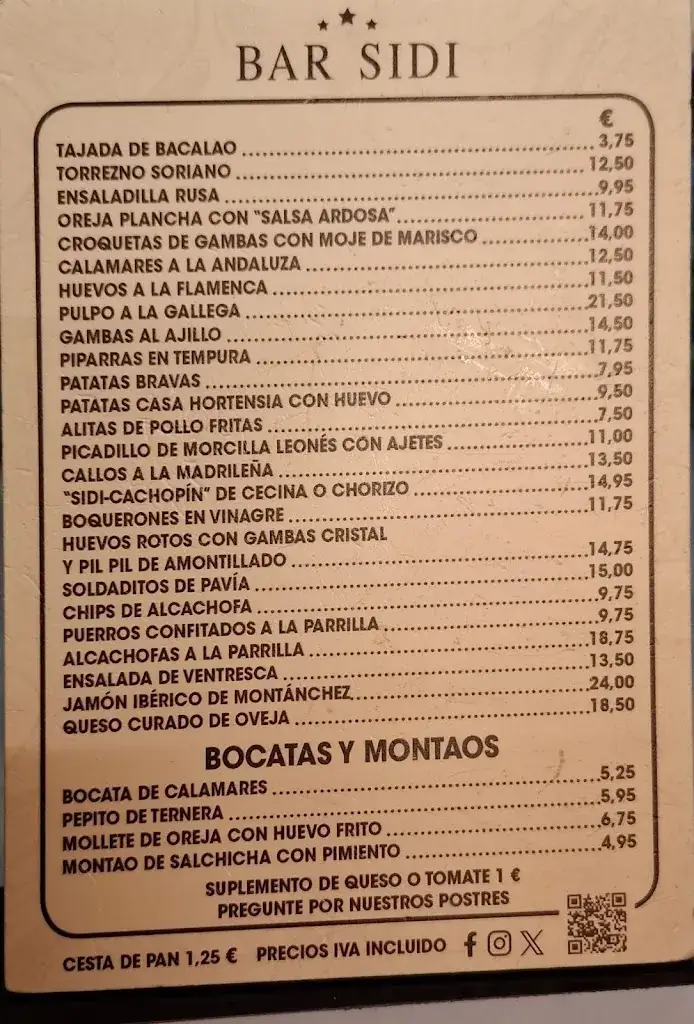 BAR SIDI
€
TAJADA DE BACALAO 3,75
TORREZNO SORIANO 12,50
ENSALADILLA RUSA 9,95
OREJA PLANCHA CON "SALSA ARDOSA" 11,75
CROQUETAS DE GAMBAS CON MOJE DE MARISCO 14,00
CALAMARES A LA ANDALUZA 12,50
HUEVOS A LA FLAMENCA 11,50
PULPO A LA GALLEGA 21,50
GAMBAS AL AJILLO 14,50
PIPARRAS EN TEMPURA 11,75
PATATAS BRAVAS 7,95
PATATAS CASA HORTENSIA CON HUEVO 9,50
ALITAS DE POLLO FRITAS 7,50
PICADILLO DE MORCILLA LEONÉS CON AJETES 11,00
CALLOS A LA MADRILEÑA 13,50
"SIDI-CACHOPÍN" DE CECINA O CHORIZO 14,95
BOQUERONES EN VINAGRE 11,75
HUEVOS ROTOS CON GAMBAS CRISTAL
Y PIL PIL DE AMONTILLADO 14,75
SOLDADITOS DE PAVÍA 15,00
CHIPS DE ALCACHOFA 9,75
PUERROS CONFITADOS A LA PARRILLA 9,75
ALCACHOFAS A LA PARRILLA 18,75
ENSALADA DE VENTRESCA 13,50
JAMÓN IBÉRICO DE MONTÁNCHEZ 24,00
QUESO CURADO DE OVEJA 18,50
BOCATAS Y MONTAOS
BOCATA DE CALAMARES 5,25
PEPITO DE TERNERA 5,95
MOLLETE DE OREJA CON HUEVO FRITO 6,75
MONTAO DE SALCHICHA CON PIMIENTO 4,95
SUPLEMENTO DE QUESO O TOMATE 1 €
PREGUNTE POR NUESTROS POSTRES
CESTA DE PAN 1,25 € PRECIOS IVA INCLUIDO